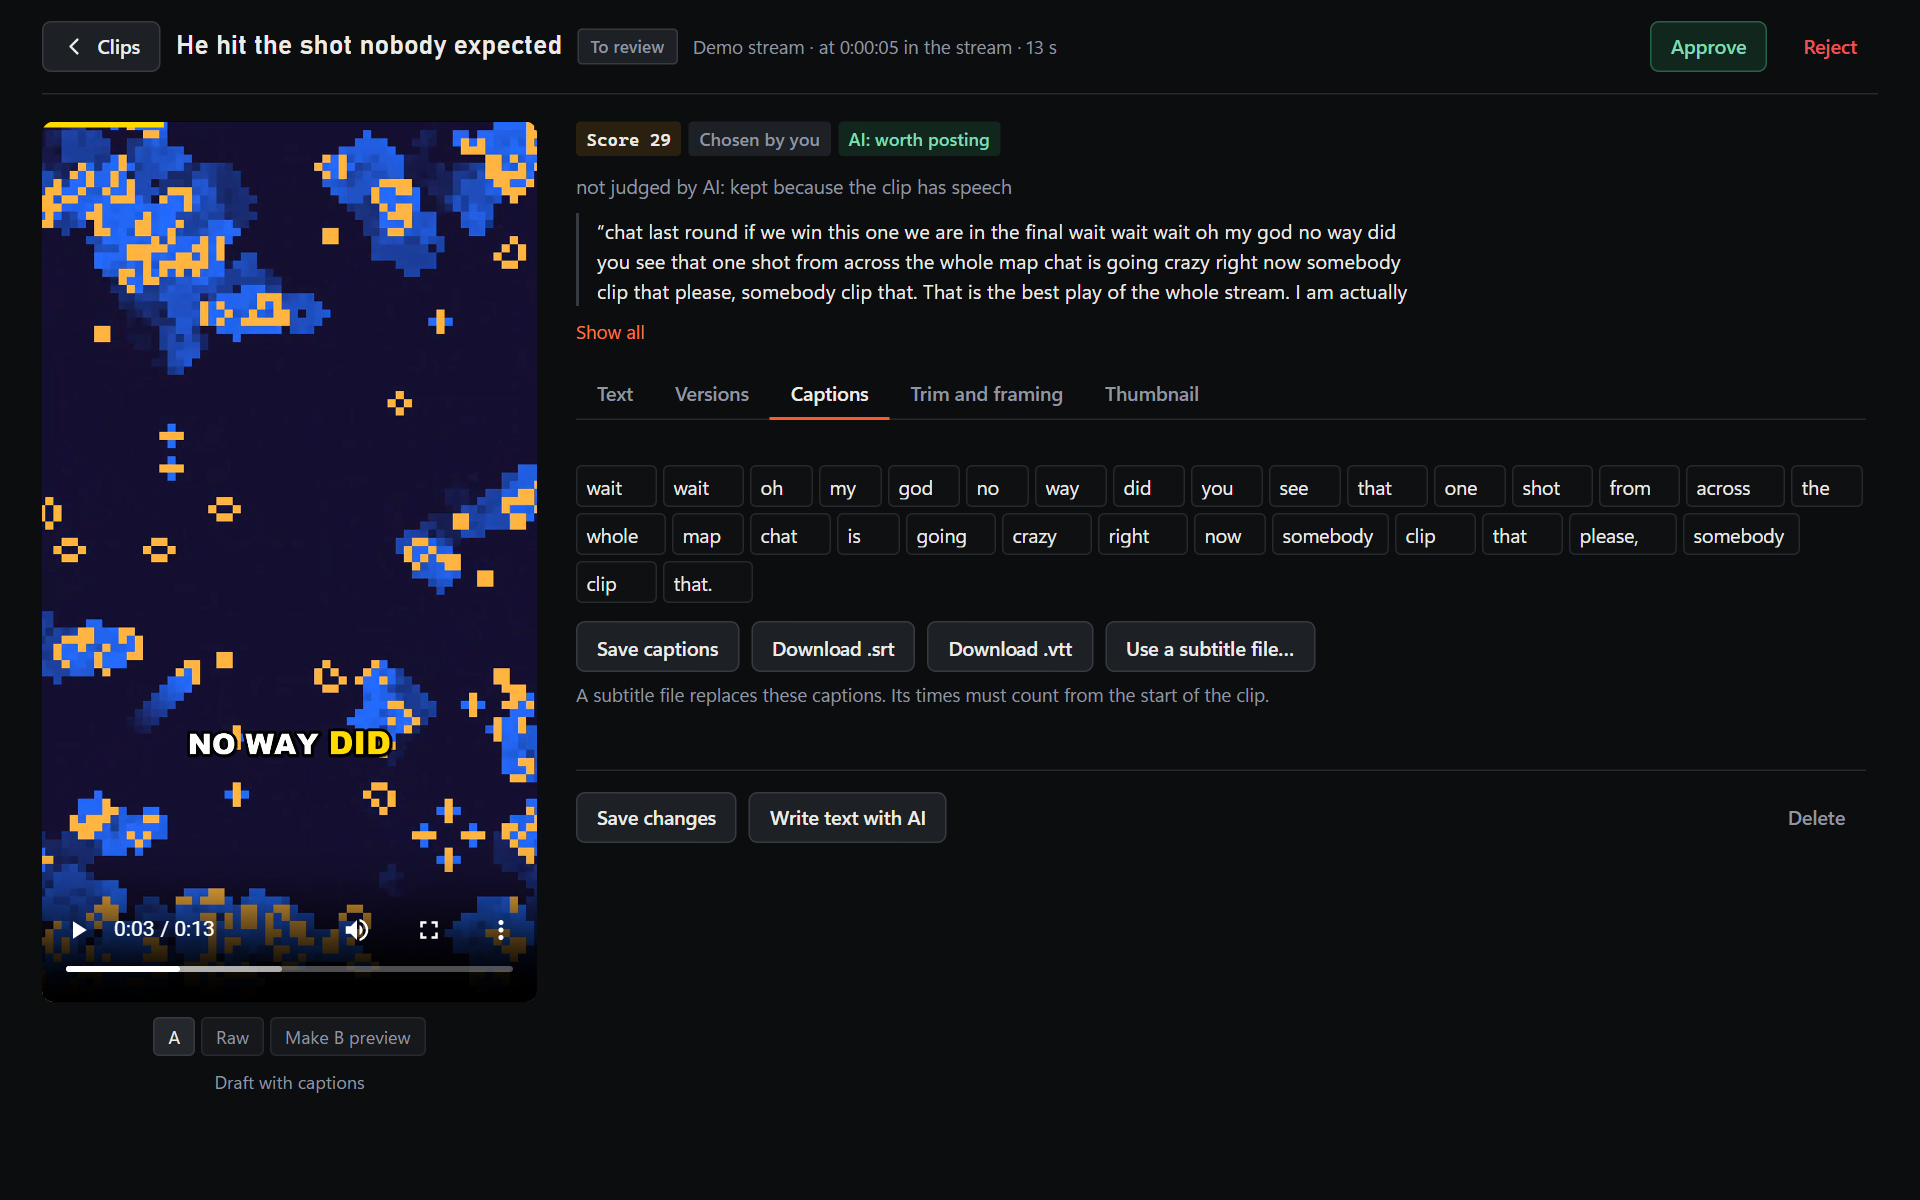 Clips He hit the shot nobody expected To review Demo stream · at 0:00:05 in the stream · 13 s Approve Reject
Score 29 Chosen by you AI: worth posting
not judged by AI: kept because the clip has speech
“chat last round if we win this one we are in the final wait wait wait oh my god no way did
you see that one shot from across the whole map chat is going crazy right now somebody
clip that please, somebody clip that. That is the best play of the whole stream. I am actually
Show all
Text Versions Captions Trim and framing Thumbnail
wait wait oh my god no way did you see that one shot from across the
whole map chat is going crazy right now somebody clip that please, somebody
clip that.
Save captions Download .srt Download .vtt Use a subtitle file...
A subtitle file replaces these captions. Its times must count from the start of the clip.
Save changes Write text with AI Delete
NO WAY DID
0:03 / 0:13
A Raw Make B preview
Draft with captions